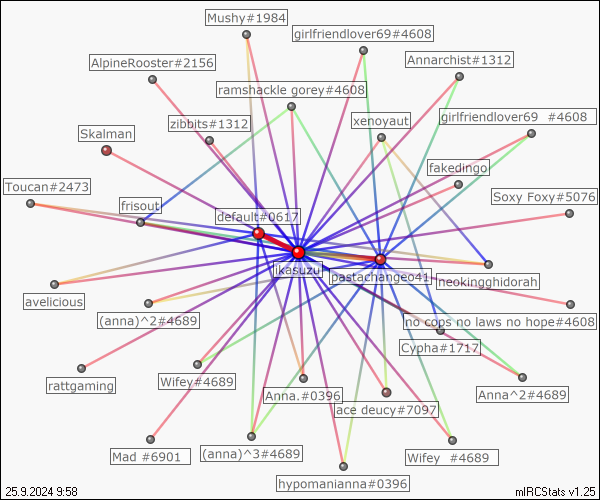 Mushy#1984
girlfriendlover69#4608
AlpineRooster#2156
Annarchist#1312
ramshackle gorey#4608
zibbits#1312
xenoyaut
girlfriendlover69   #4608
Skalman
fakedingo
Toucan#2473
Soxy Foxy#5076
frisout
default#0617
ikasuzu
pastachangeo41
neokingghidorah
avelicious
(anna)^2#4689
no cops no laws no hope#4608
Cypha#1717
rattgaming
Wifey#4689
Anna.#0396
ace deucy#7097
Anna^2#4689
Mad #6901
(anna)^3#4689
Wifey   #4689
hypomanianna#0396
25.9.2024 9:58
mIRCStats v1.25